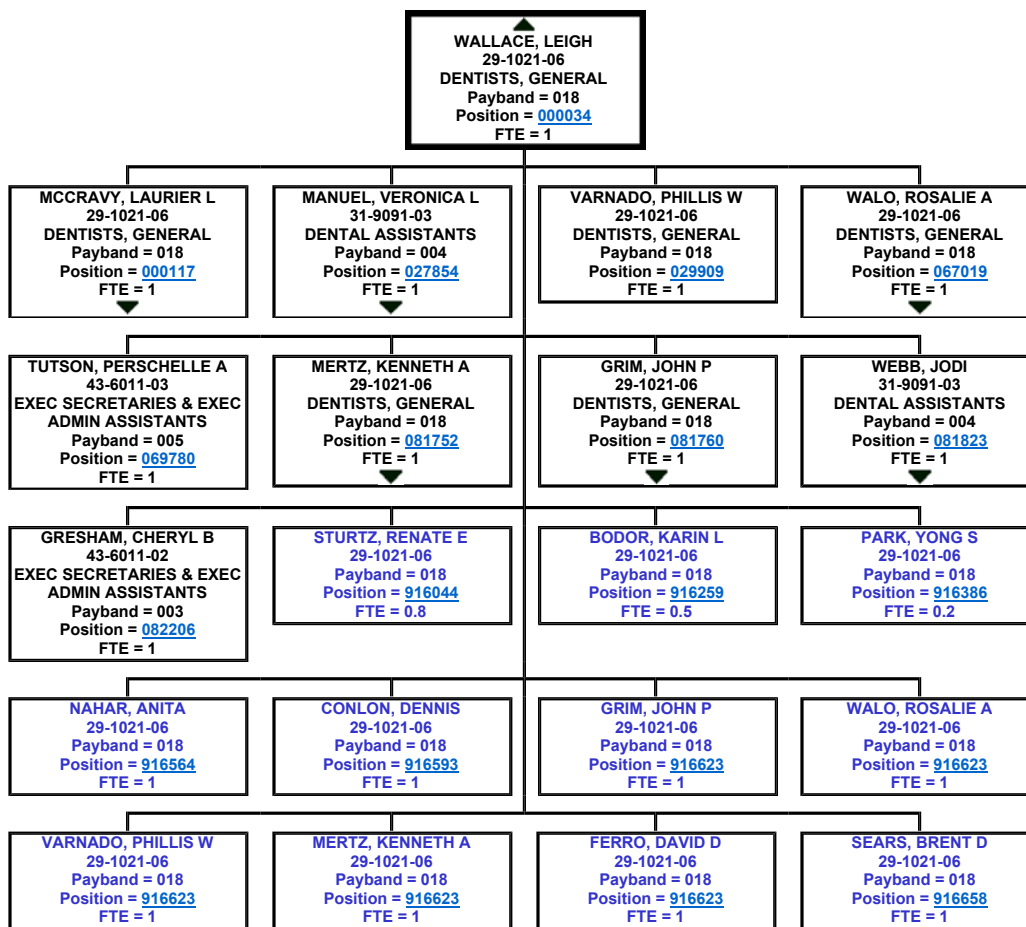 WALLACE, LEIGH
29-1021-06
DENTISTS, GENERAL
Payband = 018
Position = 000034
FTE = 1
MCCRAVY, LAURIER L
29-1021-06
DENTISTS, GENERAL
Payband = 018
Position = 000117
FTE = 1
MANUEL, VERONICA L
31-9091-03
DENTAL ASSISTANTS
Payband = 004
Position = 027854
FTE = 1
VARNADO, PHILLIS W
29-1021-06
DENTISTS, GENERAL
Payband = 018
Position = 029909
FTE = 1
WALO, ROSALIE A
29-1021-06
DENTISTS, GENERAL
Payband = 018
Position = 067019
FTE = 1
TUTSON, PERSCHELLE A
43-6011-03
EXEC SECRETARIES & EXEC
ADMIN ASSISTANTS
Payband = 005
Position = 069780
FTE = 1
MERTZ, KENNETH A
29-1021-06
DENTISTS, GENERAL
Payband = 018
Position = 081752
FTE = 1
GRIM, JOHN P
29-1021-06
DENTISTS, GENERAL
Payband = 018
Position = 081760
FTE = 1
WEBB, JODI
31-9091-03
DENTAL ASSISTANTS
Payband = 004
Position = 081823
FTE = 1
GRESHAM, CHERYL B
43-6011-02
EXEC SECRETARIES & EXEC
ADMIN ASSISTANTS
Payband = 003
Position = 082206
FTE = 1
STURTZ, RENATE E
29-1021-06
Payband = 018
Position = 916044
FTE = 0.8
BODOR, KARIN L
29-1021-06
Payband = 018
Position = 916259
FTE = 0.5
PARK, YONG S
29-1021-06
Payband = 018
Position = 916386
FTE = 0.2
NAHAR, ANITA
29-1021-06
Payband = 018
Position = 916564
FTE = 1
CONLON, DENNIS
29-1021-06
Payband = 018
Position = 916593
FTE = 1
GRIM, JOHN P
29-1021-06
Payband = 018
Position = 916623
FTE = 1
WALO, ROSALIE A
29-1021-06
Payband = 018
Position = 916623
FTE = 1
VARNADO, PHILLIS W
29-1021-06
Payband = 018
Position = 916623
FTE = 1
MERTZ, KENNETH A
29-1021-06
Payband = 018
Position = 916623
FTE = 1
FERRO, DAVID D
29-1021-06
Payband = 018
Position = 916623
FTE = 1
SEARS, BRENT D
29-1021-06
Payband = 018
Position = 916658
FTE = 1